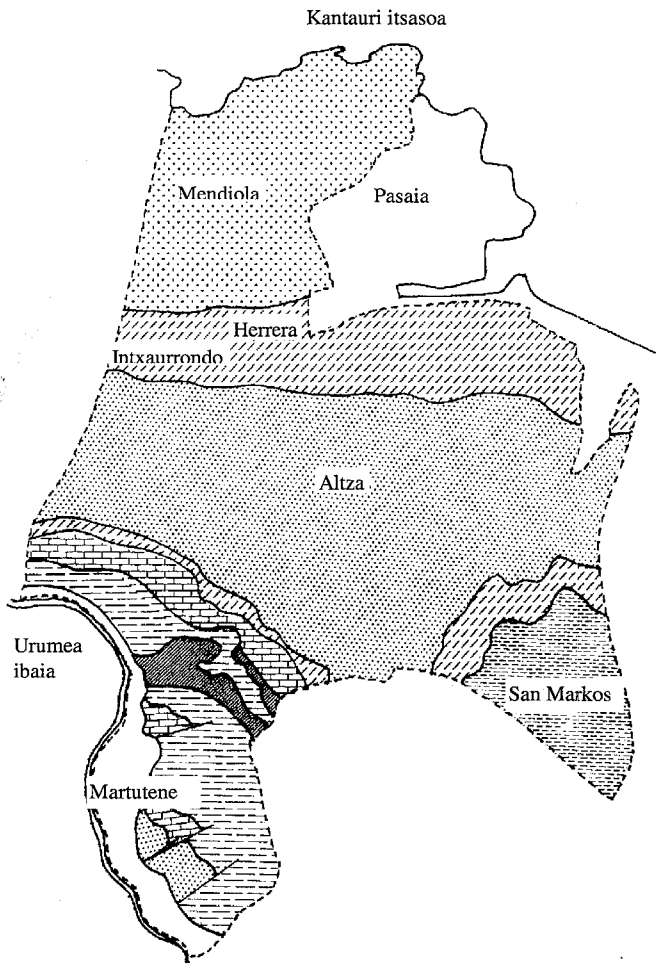 Kantauri itsasoa
Mendiola
Pasaia
Herrera
Intxaurrondo
Altza
Urumea
ibaia
San Markos
Martutene